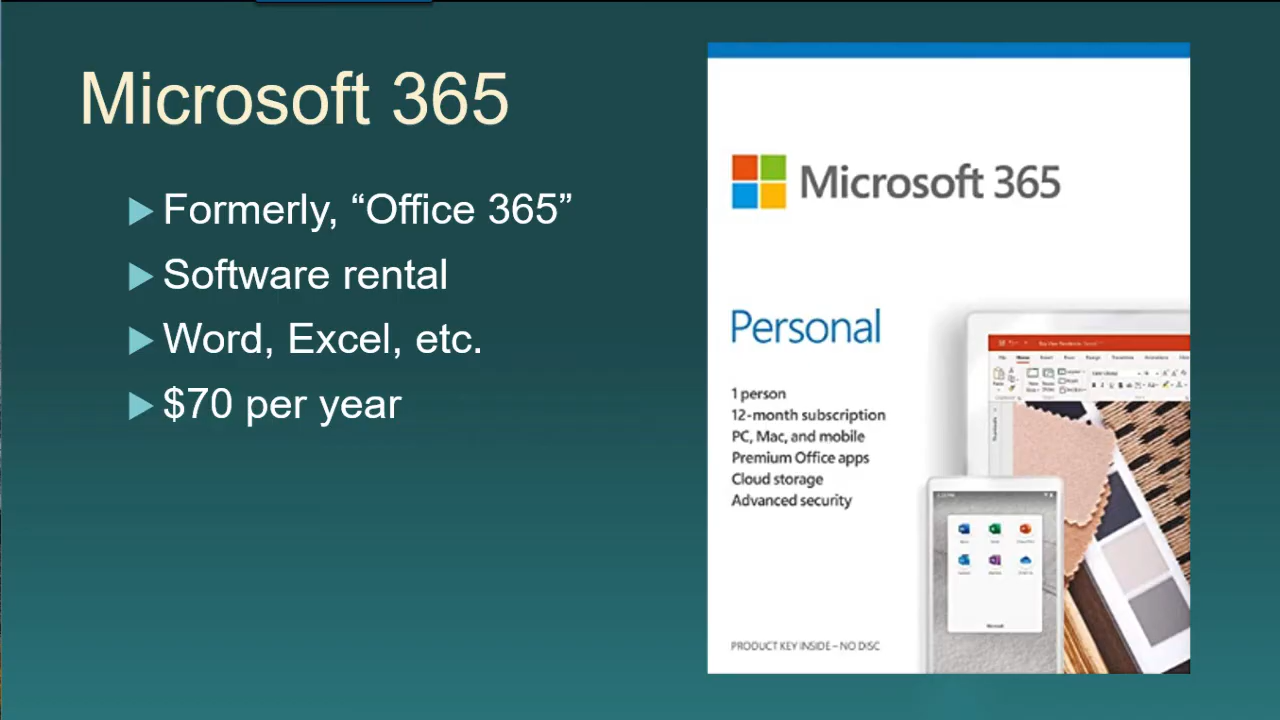 Microsoft 365
Formerly, “Office 365”
Software rental
Word, Excel, etc.
$70 per year
Microsoft 365
Personal
1 person
12-month subscription
PC, Mac, and mobile
Premium Office apps
Cloud storage
Advanced security
PRODUCT KEY INSIDE – NO DISC